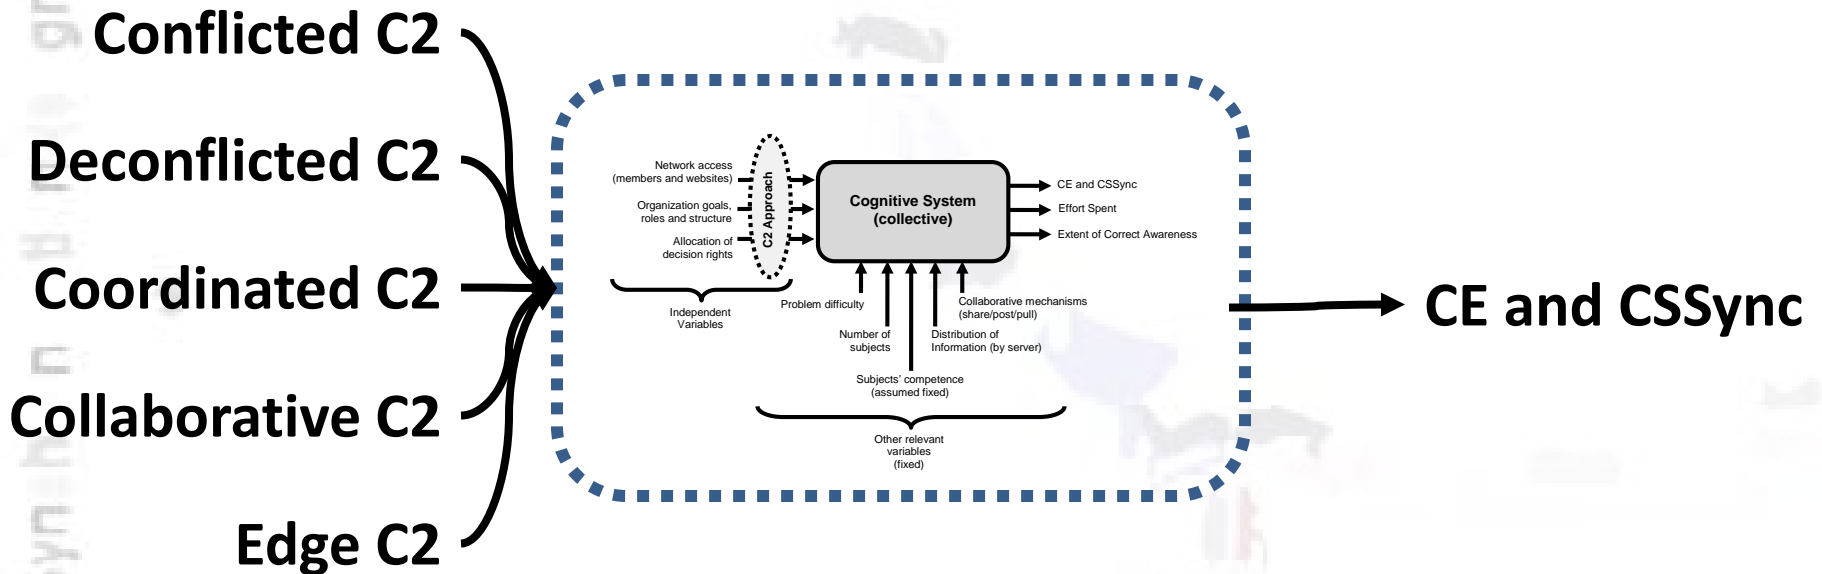 Conflicted C2
Deconflicted C2
Coordinated C2
Collaborative C2
Edge C2
Network access
(members and websites)
Organization goals,
roles and structure
Allocation of
decision rights
C2 Approach
Independent
Variables
Cognitive System
(collective)
CE and CSSync
Effort Spent
Extent of Correct Awareness
Problem difficulty
Number of
subjects
Subjects' competence
(assumed fixed)
Distribution of
Information (by server)
Collaborative mechanisms
(share/post/pull)
Other relevant
variables
(fixed)
CE and CSSync